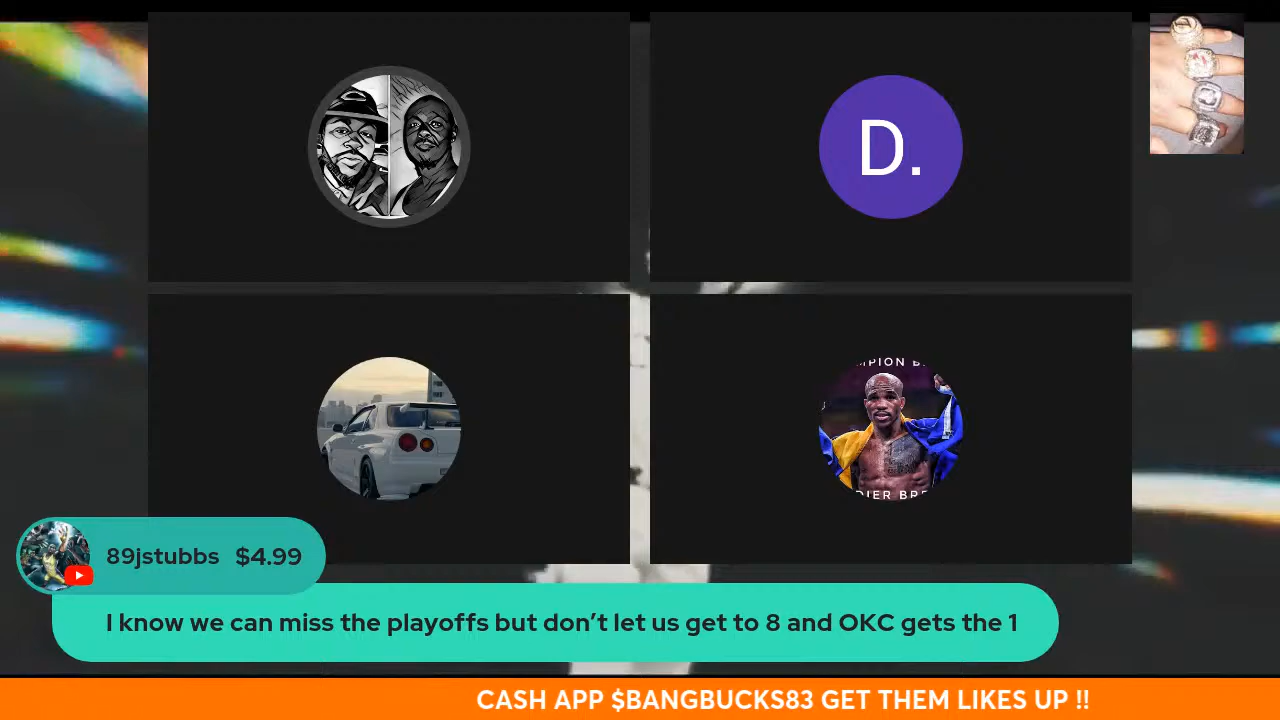 D.
89jstubbs $4.99
I know we can miss the playoffs but don’t let us get to 8 and OKC gets the 1
CASH APP $BANGBUCKS83 GET THEM LIKES UP !!